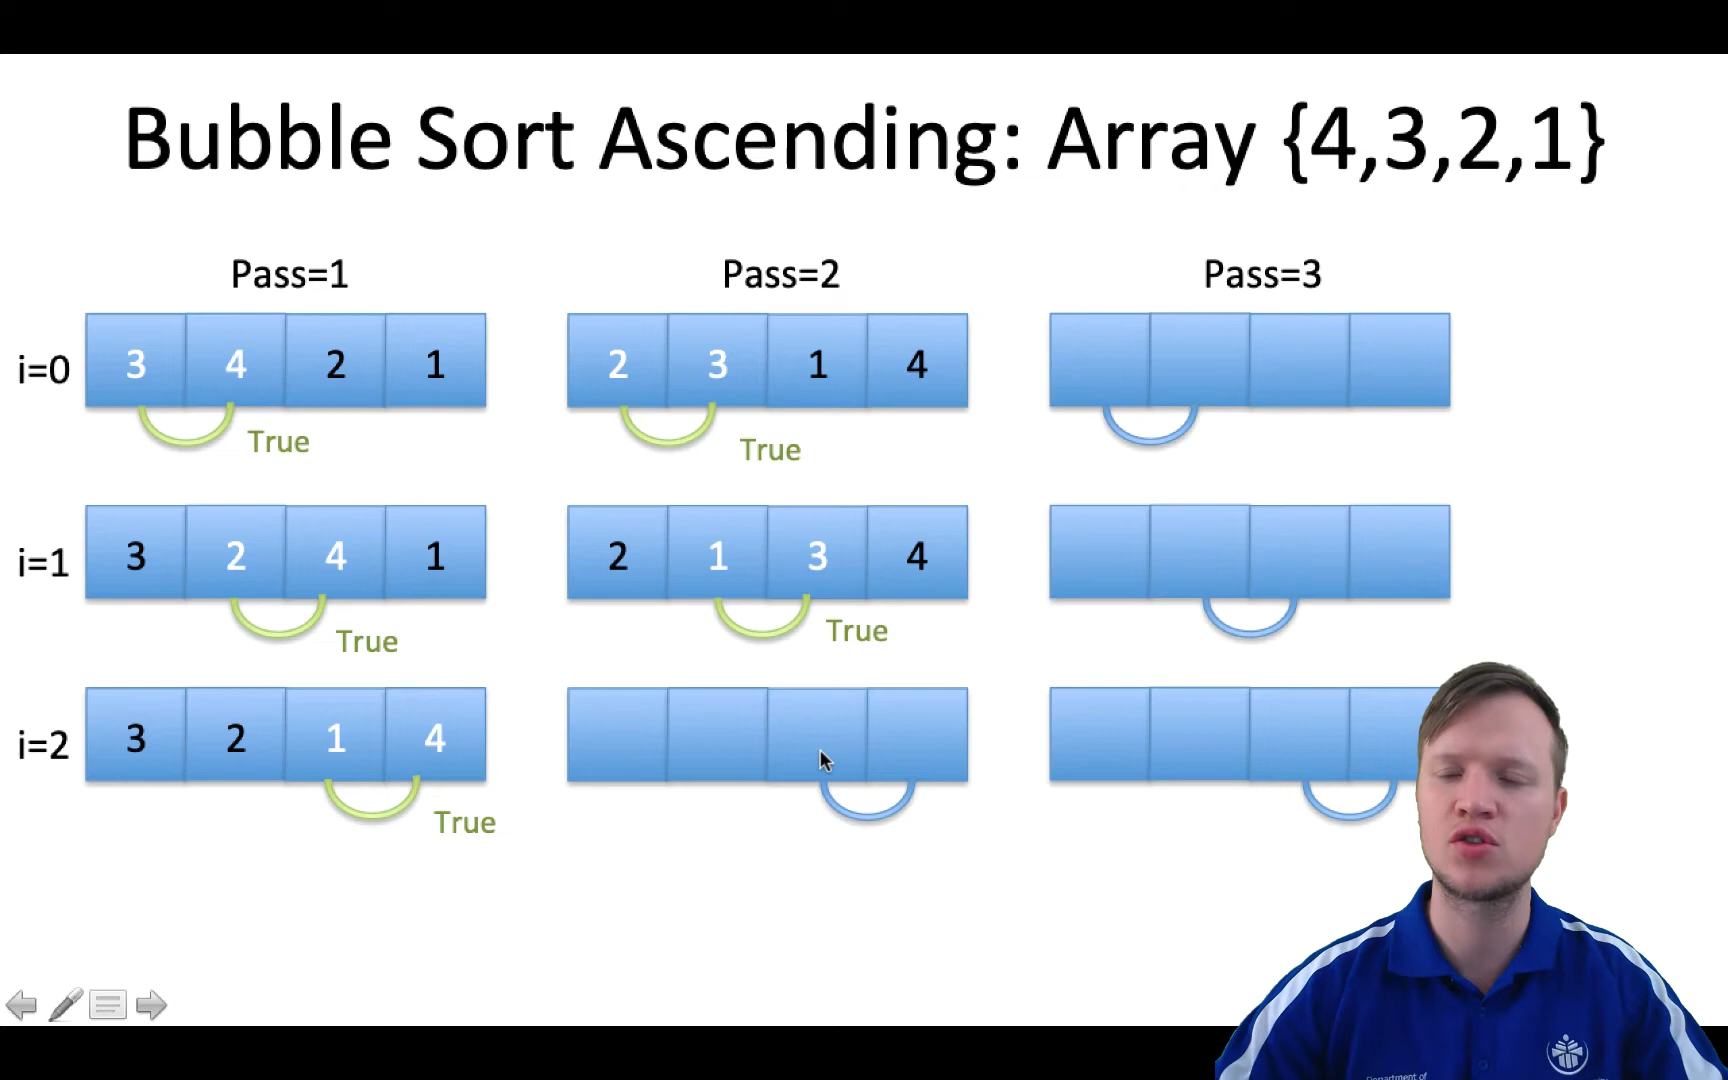 Bubble Sort Ascending: Array {4,3,2,1}
Pass=1 Pass=2 Pass=3
i=0 3 4 2 1 2 3 1 4
True True
i=1 3 2 4 1 2 1 3 4
True True
i=2 3 2 1 4
True
Department of